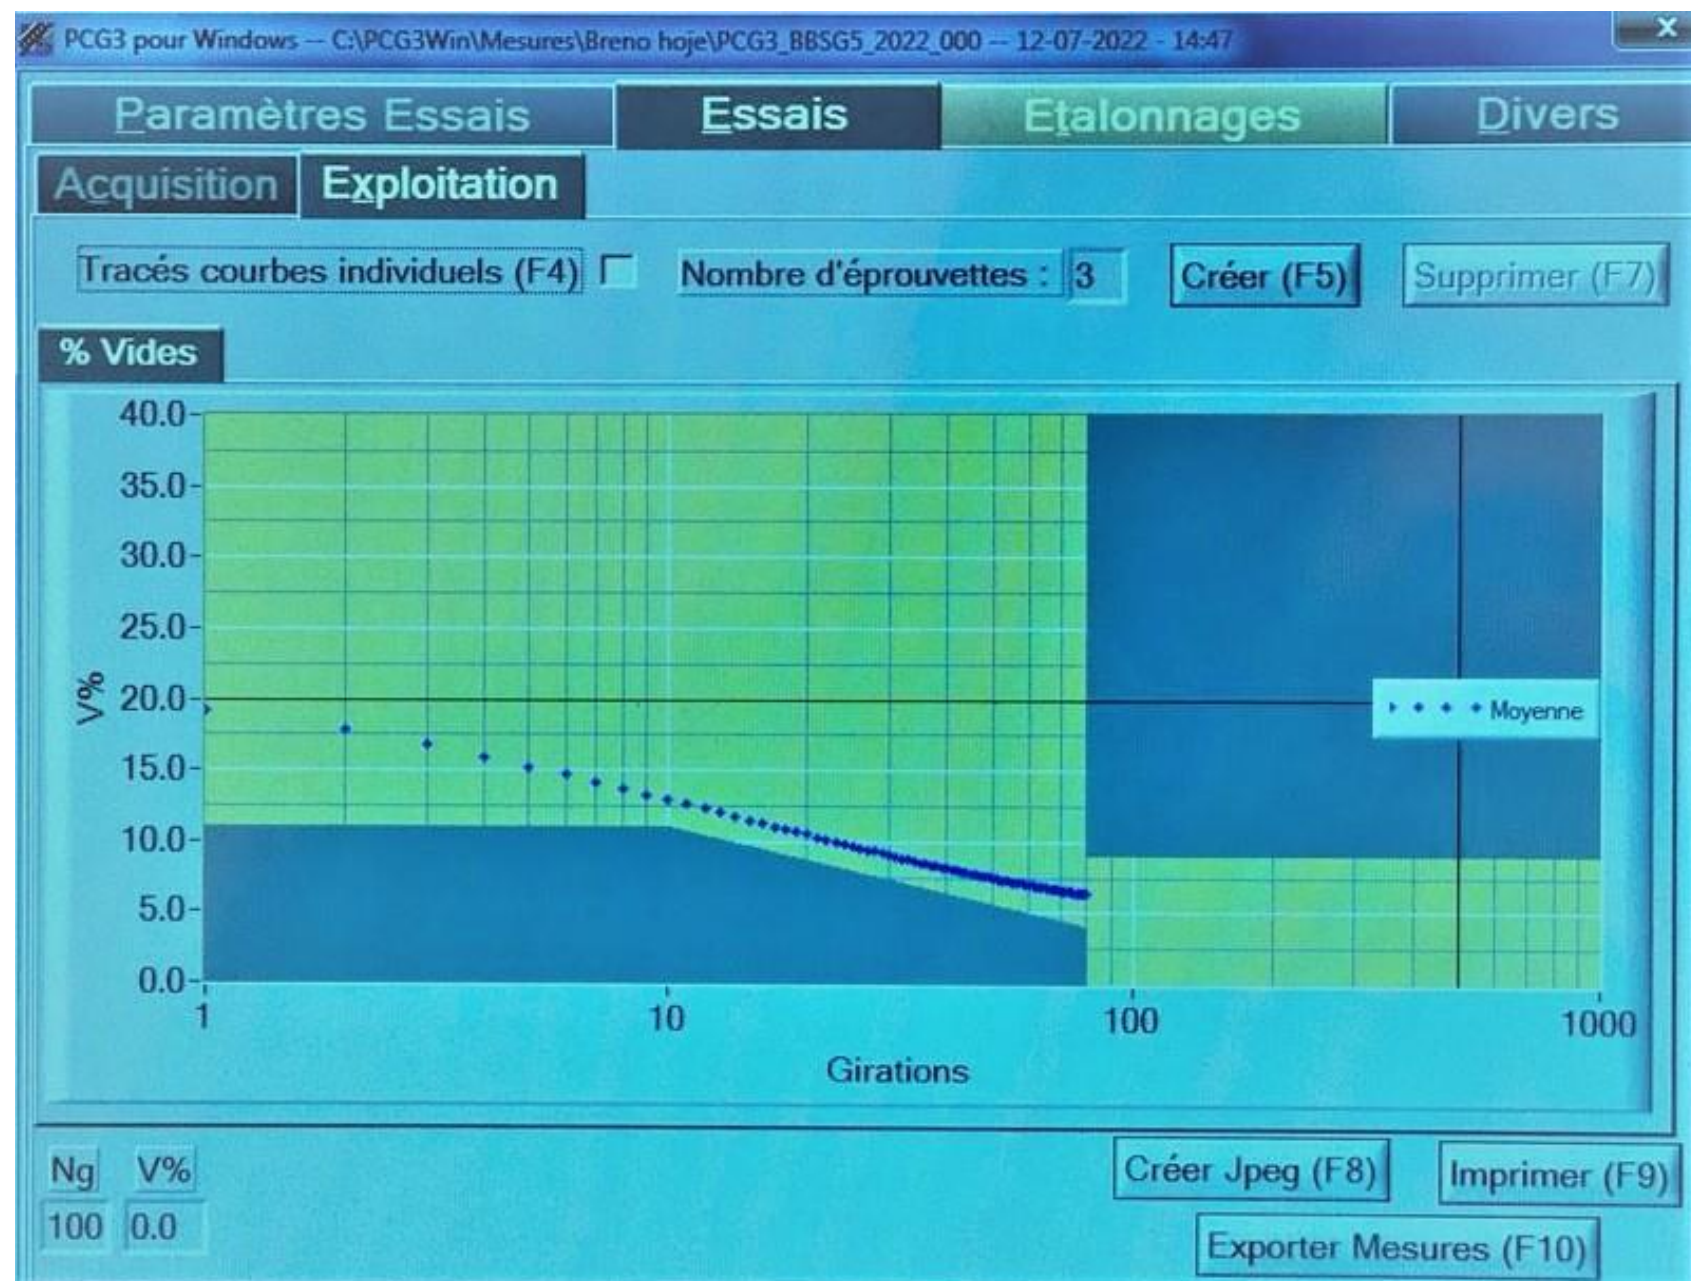 PCG3 pour Windows -- C:\PCG3Win\Mesures\Breno hoje\PCG3_BBSG5_2022_000 -- 12-07-2022 - 14:47
X
Paramètres Essais
Essais
Etalonnages
Divers
Acquisition
Exploitation
Tracés courbes individuels (F4)
Nombre d'éprouvettes : 3
Créer (F5)
Supprimer (F7)
% Vides
40.0
35.0
30.0
25.0
20.0
15.0
10.0
5.0
0.0
V%
Moyenne
1 10 100 1000
Girations
Ng V%
100 0.0
Créer Jpeg (F8)
Imprimer (F9)
Exporter Mesures (F10)